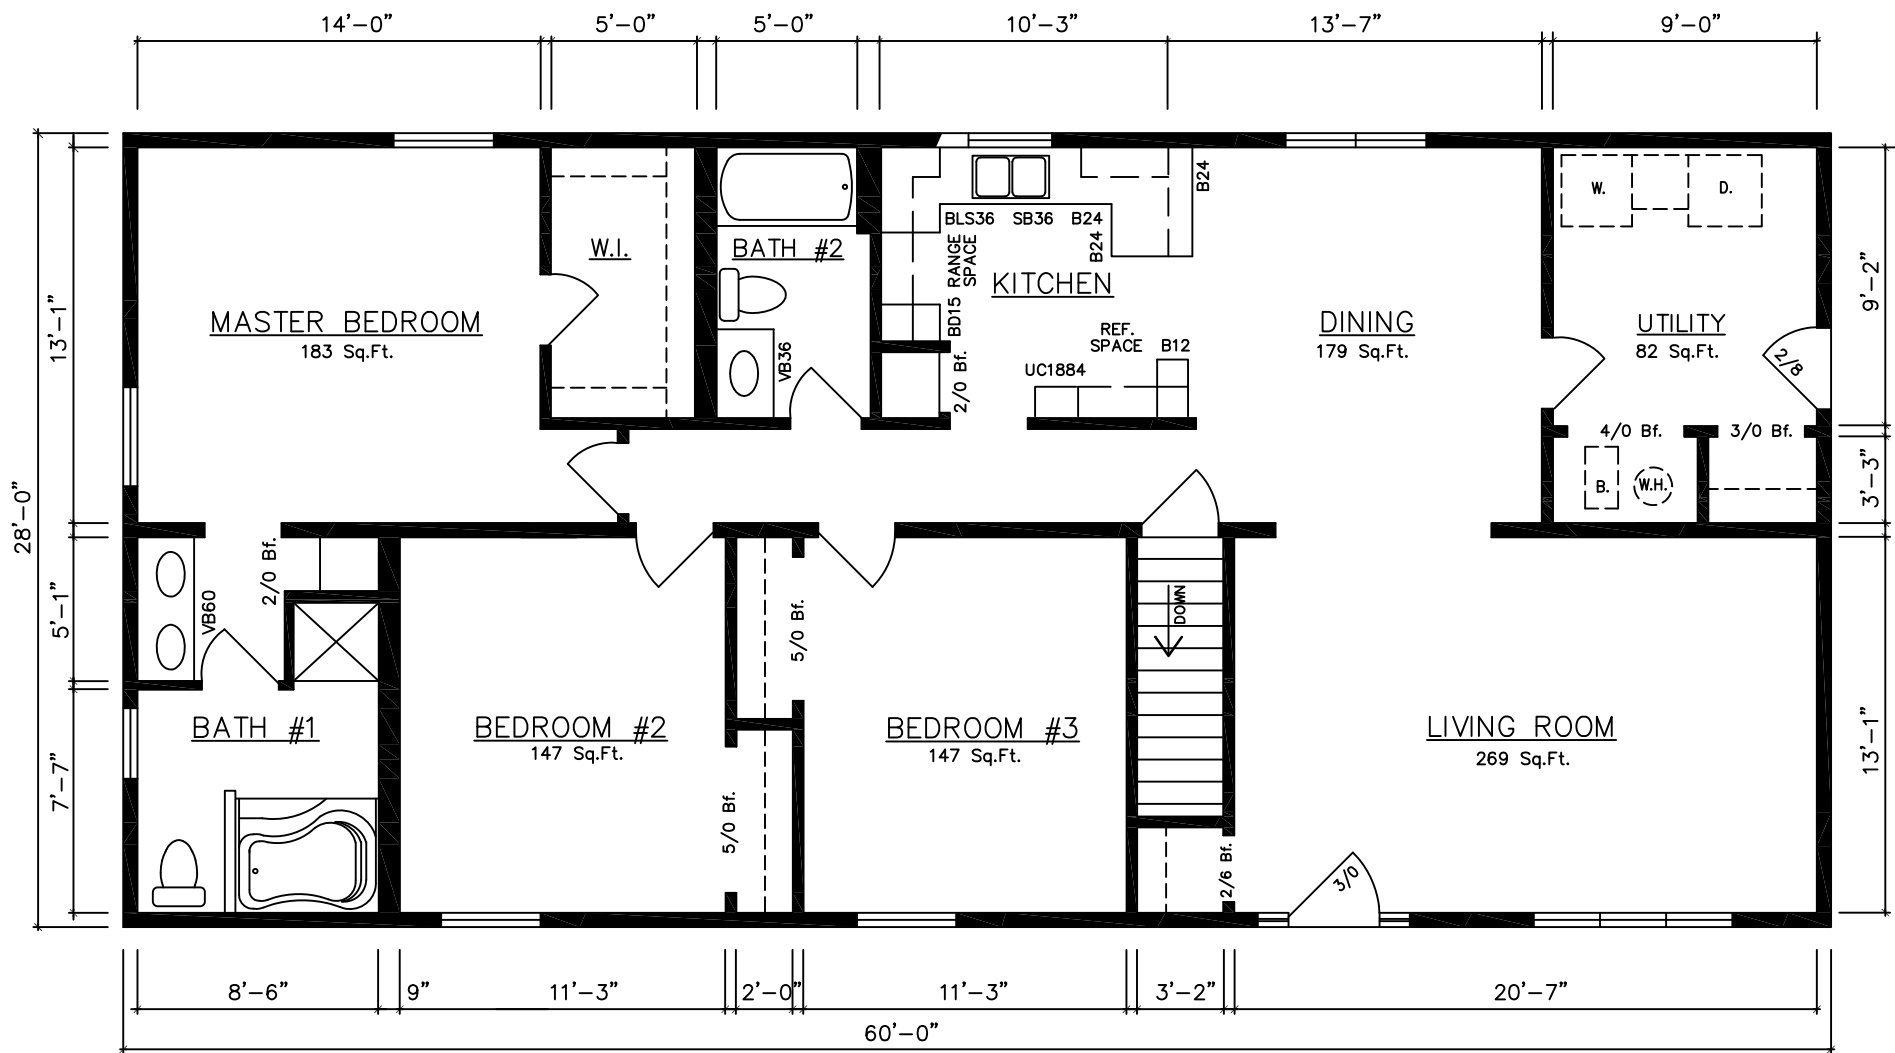 14'-0" 5'-0" 5'-0" 10'-3" 13'-7" 9'-0"
B24
W. D.
BLS36 SB36 B24
W.I. BATH #2 RANGE SPACE B24
KITCHEN
28'-0" 13'-1" 9'-2"
MASTER BEDROOM
183 Sq.Ft.
BD15
DINING
179 Sq.Ft.
UTILITY
82 Sq.Ft.
2/8
REF.
SPACE B12
VB36 2/0 Bf. UC1884
4/0 Bf. 3/0 Bf.
B. W.H. 3'-3"
5'-1" 2/0 Bf.
VB60
5/0 Bf.
DOWN
BATH #1
BEDROOM #2
147 Sq.Ft.
BEDROOM #3
147 Sq.Ft.
LIVING ROOM
269 Sq.Ft.
13'-1"
7'-7"
5/0 Bf.
2/6 Bf.
3/0
8'-6" 9" 11'-3" 2'-0" 11'-3" 3'-2" 20'-7"
60'-0"